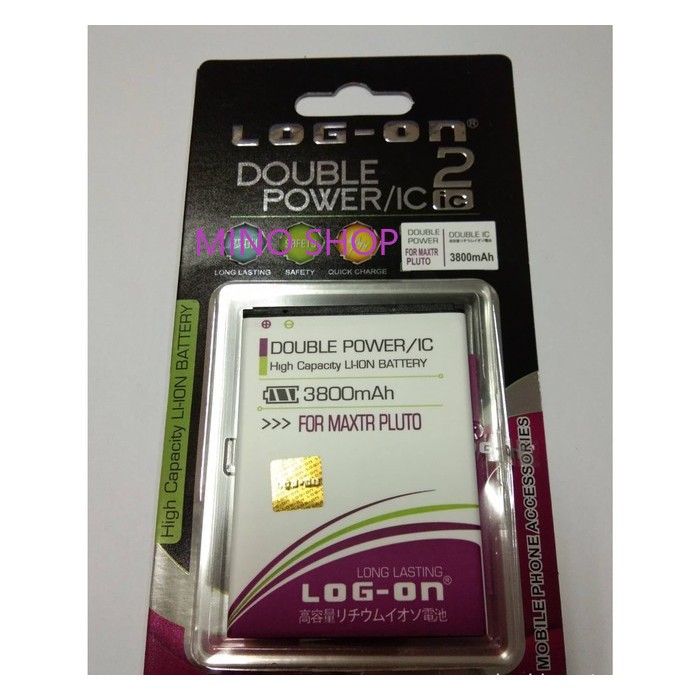 LOG-ON®
DOUBLE
POWER/IC
2
ic
MINO SHOP
SAFETY
LONG LASTING
SAFETY
QUICK CHARGE
DOUBLE
POWER
FOR MAXTR
PLUTO
DOUBLE IC
3800mAh
High Capacity LI-ION BATTERY
DOUBLE POWER/IC
High Capacity LI-ION BATTERY
3800mAh
>>> FOR MAXTR PLUTO
LOG-ON
LONG LASTING
LOG-ON®
高容量リチウムイオソ電池
MOBILE PHONE ACCESSORIES